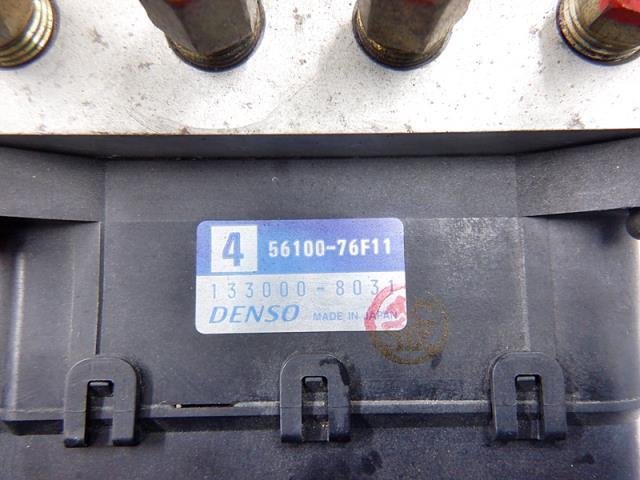 4 56100-76F11
133000-8031
DENSO MADE IN JAPAN